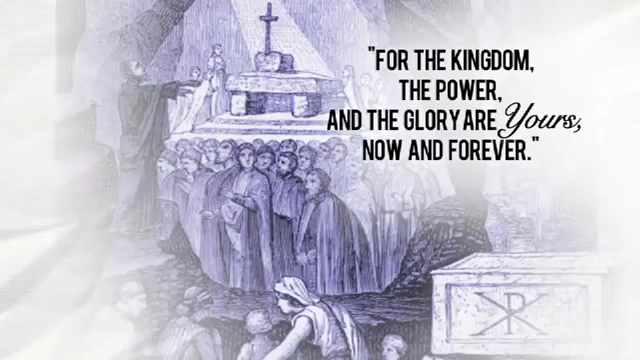 "FOR THE KINGDOM,
THE POWER,
AND THE GLORY ARE Yours,
NOW AND FOREVER."